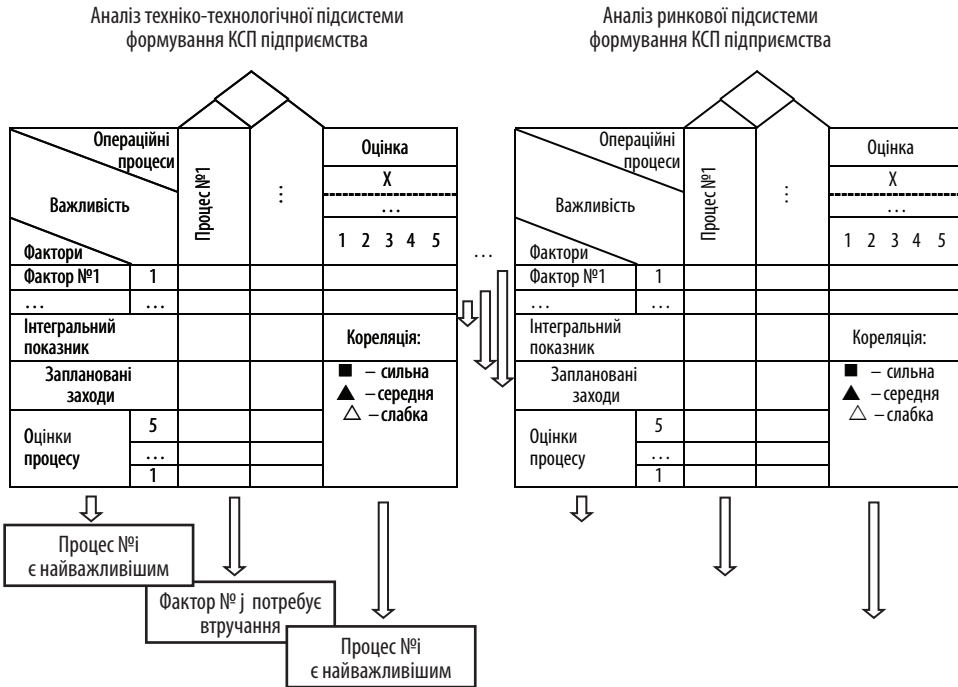 Аналіз техніко-технологічної підсистеми
формування КСП підприємства
Операційні
процеси
Важливість
Фактори
Процес №1
...
Оцінка
X
...
1 2 3 4 5
Фактор №1 1
... ...
Інтегральний
показник
Кореляція:
■ – сильна
▲ – середня
△ – слабка
Заплановані
заходи
Оцінки
процесу
5
...
1
...
Аналіз ринкової підсистеми
формування КСП підприємства
Операційні
процеси
Важливість
Фактори
Процес №1
...
Оцінка
X
...
1 2 3 4 5
Фактор №1 1
... ...
Інтегральний
показник
Кореляція:
■ – сильна
▲ – середня
△ – слабка
Заплановані
заходи
Оцінки
процесу
5
...
1
Процес №i
є найважливішим
Фактор № j потребує
втручання
Процес №i
є найважливішим